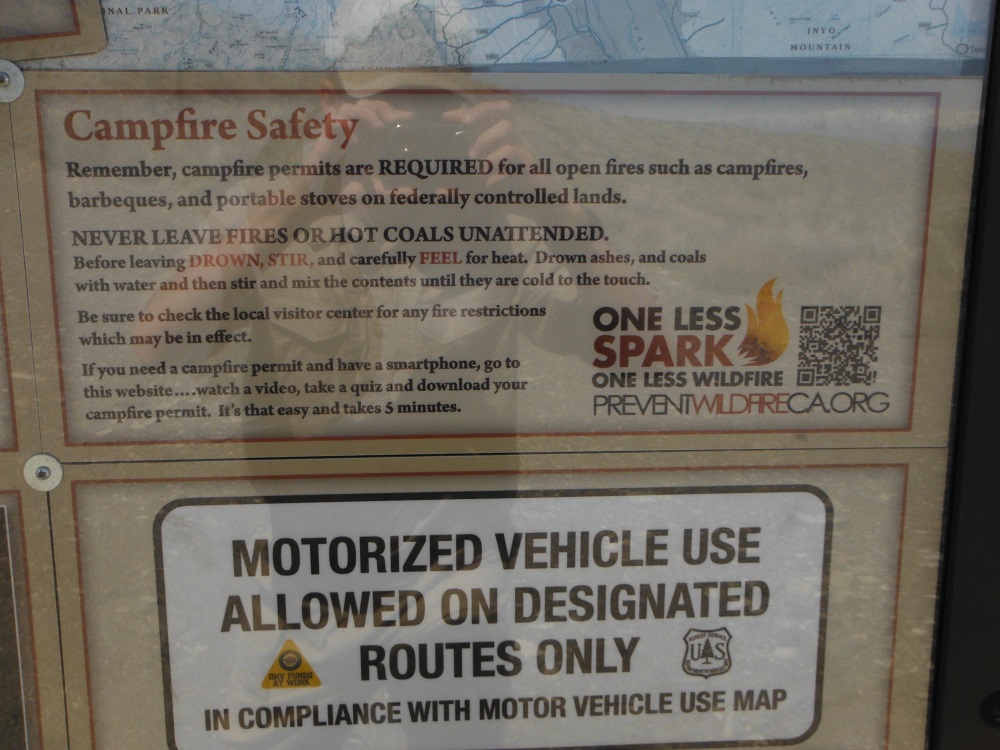 NAL PARK
INYO
MOUNTAIN
Campfire Safety
Remember, campfire permits are REQUIRED for all open fires such as campfires,
barbeques, and portable stoves on federally controlled lands.
NEVER LEAVE FIRES OR HOT COALS UNATTENDED.
Before leaving DROWN, STIR, and carefully FEEL for heat. Drown ashes, and coals
with water and then stir and mix the contents until they are cold to the touch.
Be sure to check the local visitor center for any fire restrictions
which may be in effect.
If you need a campfire permit and have a smartphone, go to
this website....watch a video, take a quiz and download your
campfire permit. It's that easy and takes 5 minutes.
ONE LESS
SPARK
ONE LESS WILDFIRE
PREVENTWILDFIRECA.ORG
MOTORIZED VEHICLE USE
ALLOWED ON DESIGNATED
ROUTES ONLY
OHV FUNDS
AT WORK
FOREST SERVICE
U S
IN COMPLIANCE WITH MOTOR VEHICLE USE MAP